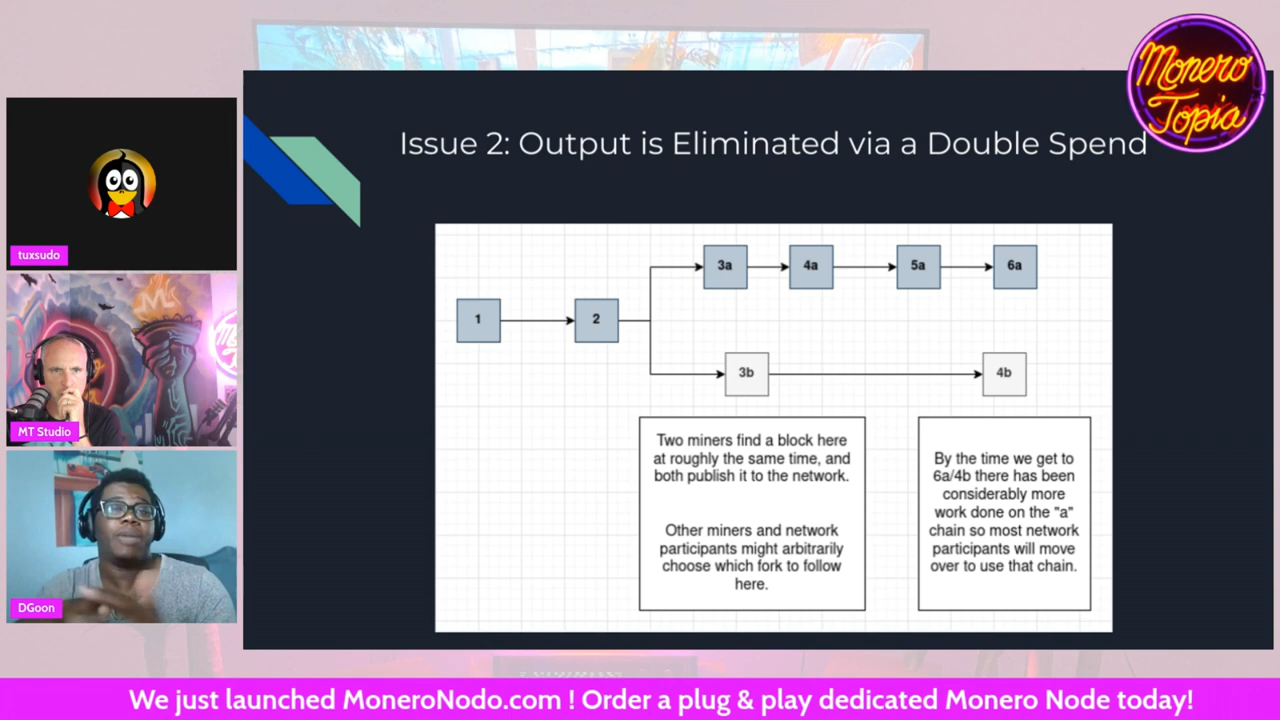 Monero
Topia
Issue 2: Output is Eliminated via a Double Spend
tuxsudo
MT Studio
DGoon
3a
4a
5a
6a
1
2
3b
4b
Two miners find a block here
at roughly the same time, and
both publish it to the network.
Other miners and network
participants might arbitrarily
choose which fork to follow
here.
By the time we get to
6a/4b there has been
considerably more
work done on the "a"
chain so most network
participants will move
over to use that chain.
We just launched MoneroNodo.com ! Order a plug & play dedicated Monero Node today!